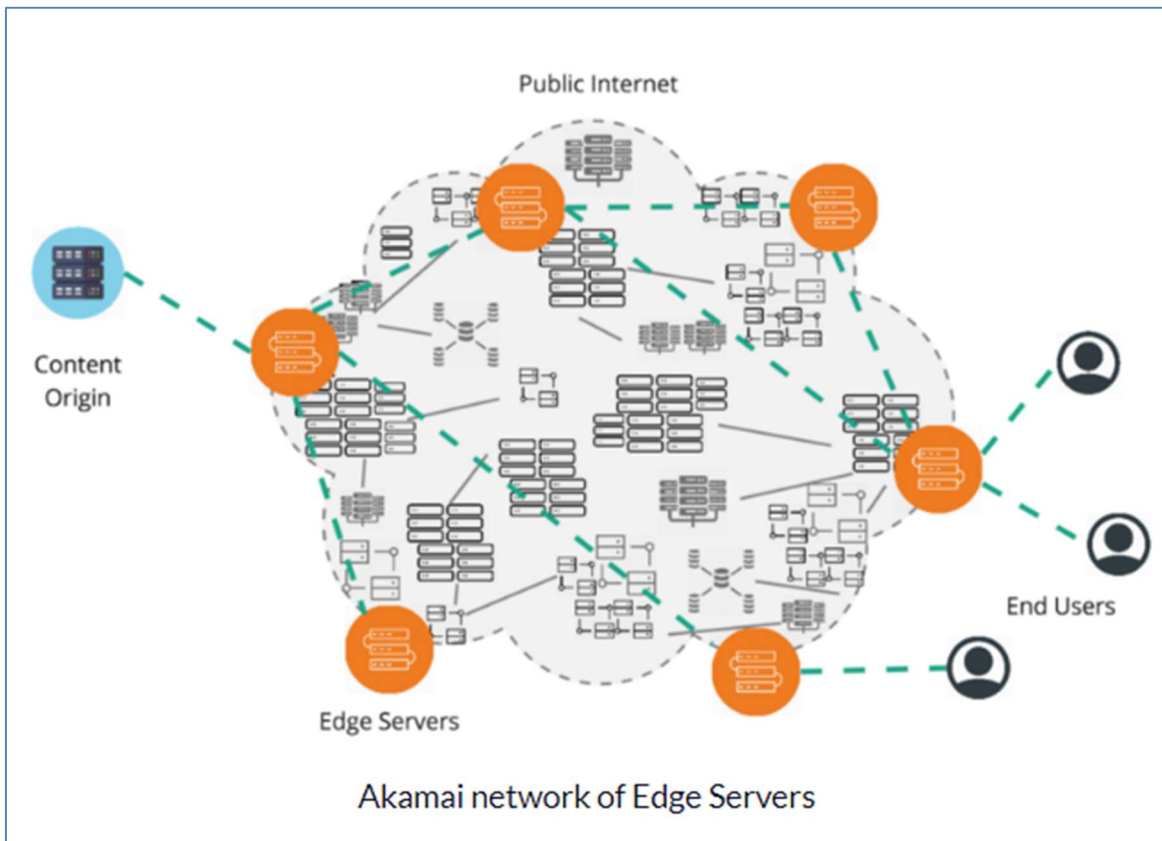 Public Internet
Content
Origin
End Users
Edge Servers
Akamai network of Edge Servers